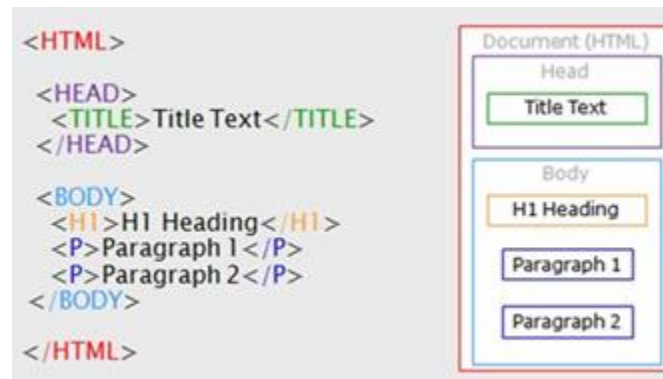 <HTML>
<HEAD>
<TITLE>Title Text</TITLE>
</HEAD>
<BODY>
<H1>H1 Heading</H1>
<P>Paragraph 1</P>
<P>Paragraph 2</P>
</BODY>
</HTML>
Document (HTML)
Head
Title Text
Body
H1 Heading
Paragraph 1
Paragraph 2